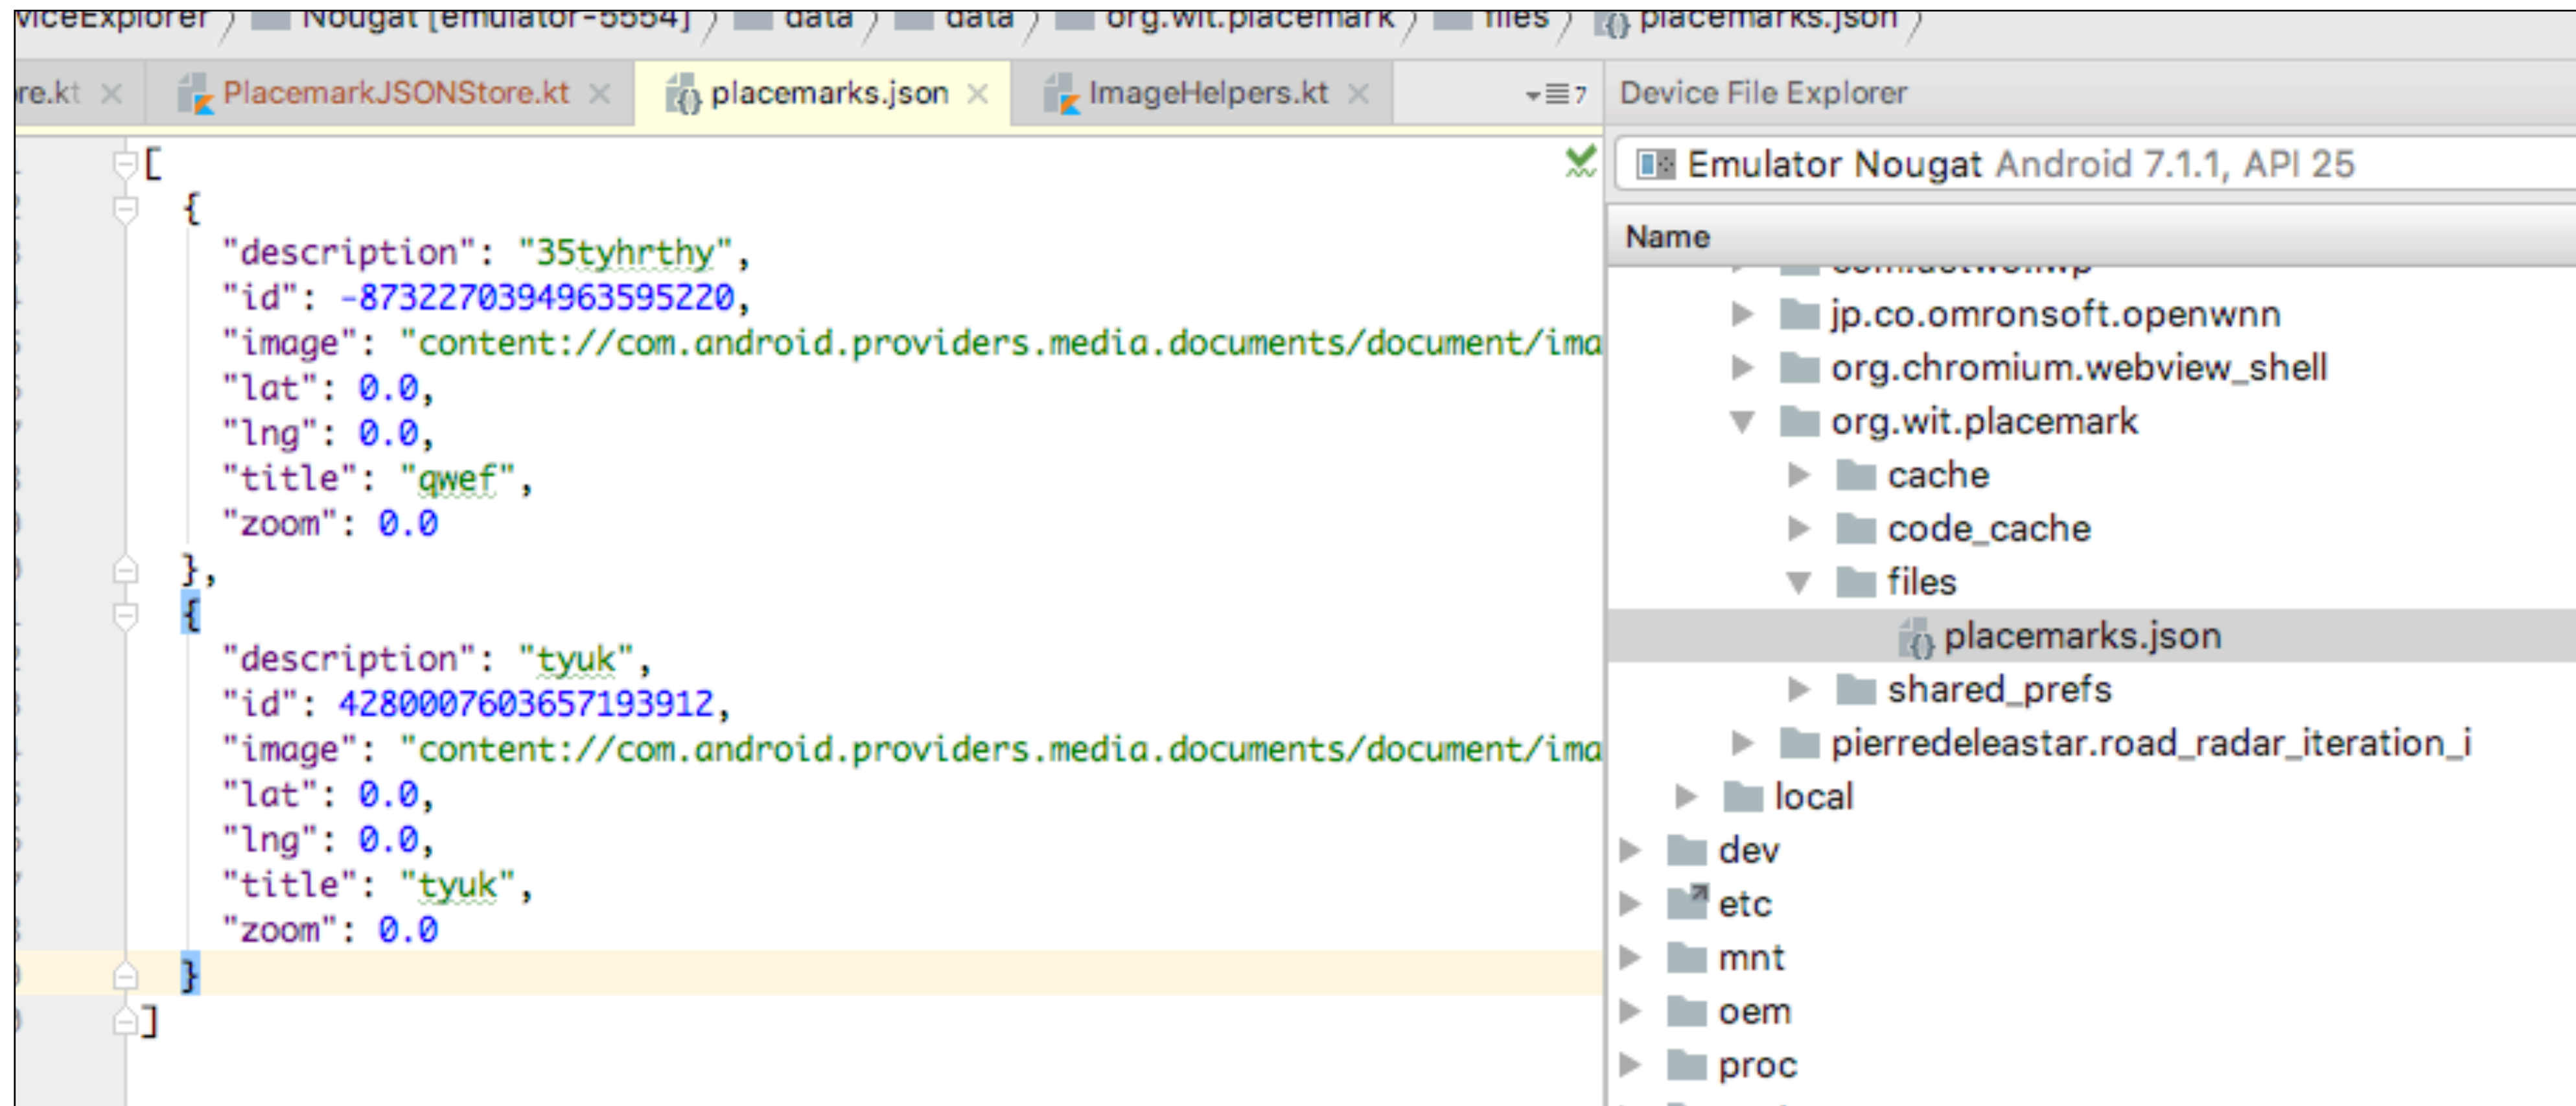 viceExplorer Nougat [emulator-5554] data data org.wit.placemark files placemarks.json
re.kt PlacemarkJSONStore.kt placemarks.json ImageHelpers.kt 7
[
{
"description": "35tyhrthy",
"id": -8732270394963595220,
"image": "content://com.android.providers.media.documents/document/ima
"lat": 0.0,
"lng": 0.0,
"title": "qwef",
"zoom": 0.0
},
{
"description": "tyuk",
"id": 4280007603657193912,
"image": "content://com.android.providers.media.documents/document/ima
"lat": 0.0,
"lng": 0.0,
"title": "tyuk",
"zoom": 0.0
}
]
Device File Explorer
Emulator Nougat Android 7.1.1, API 25
Name
jp.co.omronsoft.openwnn
org.chromium.webview_shell
org.wit.placemark
cache
code_cache
files
placemarks.json
shared_prefs
pierredeleastar.road_radar_iteration_i
local
dev
etc
mnt
oem
proc